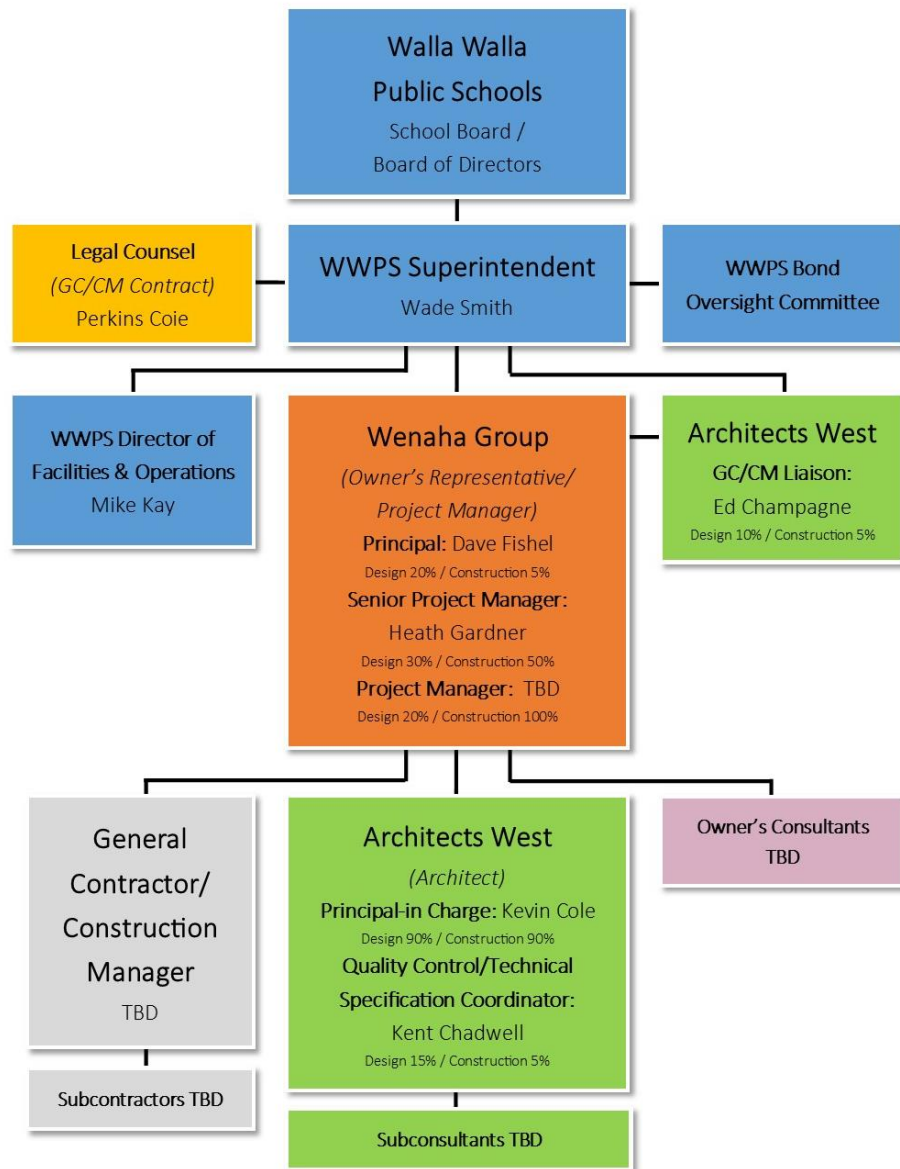 Walla Walla
Public Schools
School Board /
Board of Directors
Legal Counsel
(GC/CM Contract)
Perkins Coie
WWPS Superintendent
Wade Smith
WWPS Bond
Oversight Committee
WWPS Director of
Facilities & Operations
Mike Kay
Wenaha Group
(Owner’s Representative/
Project Manager)
Principal: Dave Fishel
Design 20% / Construction 5%
Senior Project Manager:
Heath Gardner
Design 30% / Construction 50%
Project Manager: TBD
Design 20% / Construction 100%
Architects West
GC/CM Liaison:
Ed Champagne
Design 10% / Construction 5%
General
Contractor/
Construction
Manager
TBD
Subcontractors TBD
Architects West
(Architect)
Principal-in Charge: Kevin Cole
Design 90% / Construction 90%
Quality Control/Technical
Specification Coordinator:
Kent Chadwell
Design 15% / Construction 5%
Subconsultants TBD
Owner’s Consultants
TBD